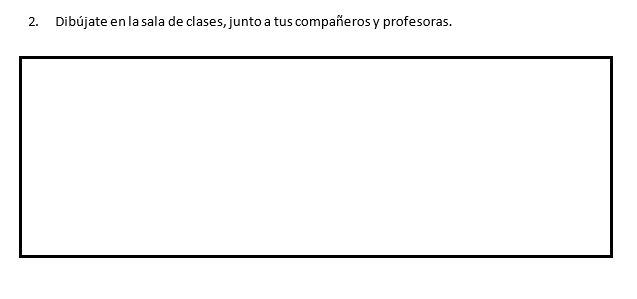 2. Dibújate en la sala de clases, junto a tus compañeros y profesoras.